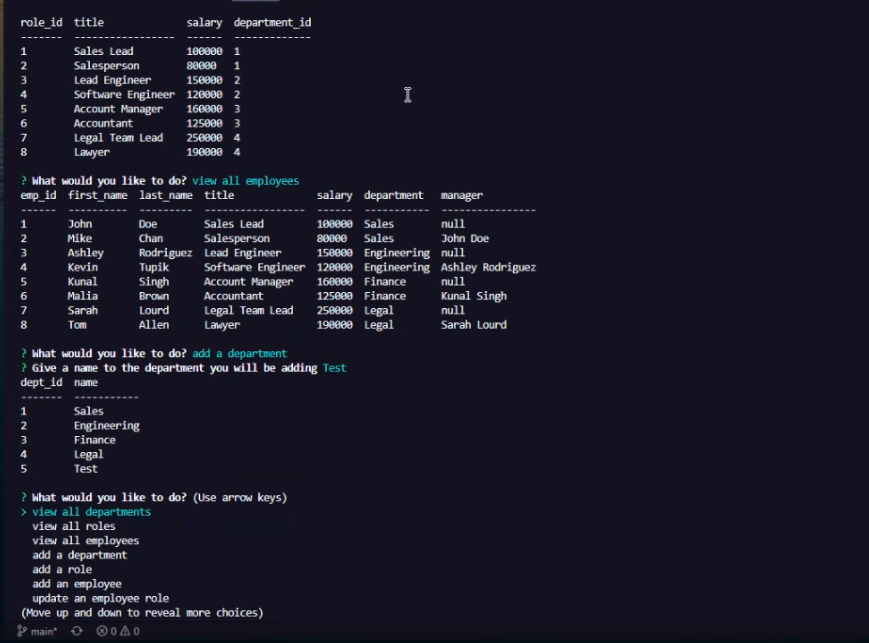 role_id title salary department_id
------- ----------------- ------ -------------
1 Sales Lead 100000 1
2 Salesperson 80000 1
3 Lead Engineer 150000 2
4 Software Engineer 120000 2
5 Account Manager 160000 3
6 Accountant 125000 3
7 Legal Team Lead 250000 4
8 Lawyer 190000 4
? What would you like to do? view all employees
emp_id first_name last_name title salary department manager
------ ---------- --------- ----------------- ------ ----------- ----------------
1 John Doe Sales Lead 100000 Sales null
2 Mike Chan Salesperson 80000 Sales John Doe
3 Ashley Rodriguez Lead Engineer 150000 Engineering null
4 Kevin Tupik Software Engineer 120000 Engineering Ashley Rodriguez
5 Kunal Singh Account Manager 160000 Finance null
6 Malia Brown Accountant 125000 Finance Kunal Singh
7 Sarah Lourd Legal Team Lead 250000 Legal null
8 Tom Allen Lawyer 190000 Legal Sarah Lourd
? What would you like to do? add a department
? Give a name to the department you will be adding Test
dept_id name
------- -----------
1 Sales
2 Engineering
3 Finance
4 Legal
5 Test
? What would you like to do? (Use arrow keys)
> view all departments
view all roles
view all employees
add a department
add a role
add an employee
update an employee role
(Move up and down to reveal more choices)
main* 0 0